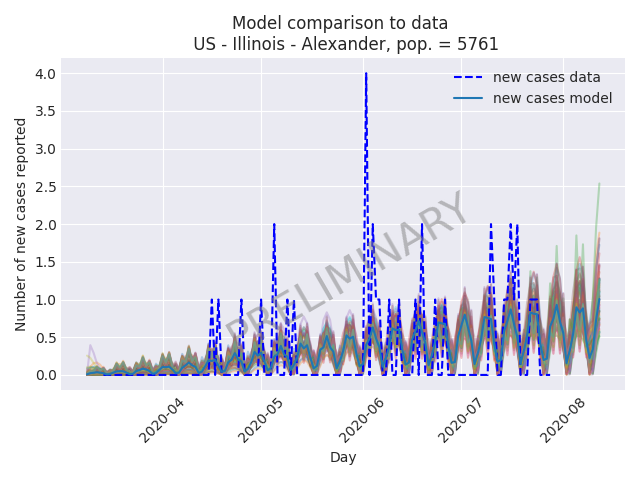 Model comparison to data
US - Illinois - Alexander, pop. = 5761
new cases data
new cases model
PRELIMINARY
Number of new cases reported
4.0
3.5
3.0
2.5
2.0
1.5
1.0
0.5
0.0
2020-04
2020-05
2020-06
2020-07
2020-08
Day